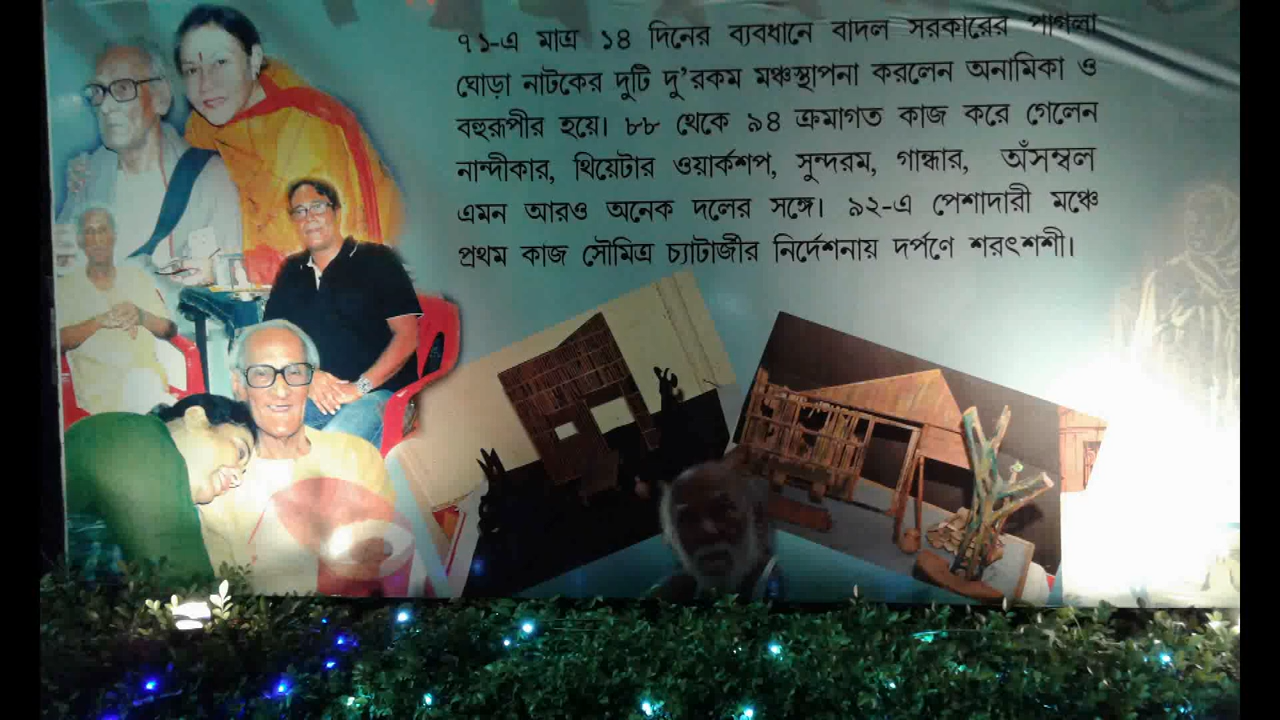 ৭১-এ মাত্র ১৪ দিনের ব্যবধানে বাদল সরকারের পাগলা
ঘোড়া নাটকের দুটি দু’রকম মঞ্চস্থাপনা করলেন অনামিকা ও
বহুরূপীর হয়ে। ৮৮ থেকে ৯৪ ক্রমাগত কাজ করে গেলেন
নান্দীকার, থিয়েটার ওয়ার্কশপ, সুন্দরম, গান্ধার, অঁসম্বল
এমন আরও অনেক দলের সঙ্গে। ৯২-এ পেশাদারী মঞ্চে
প্রথম কাজ সৌমিত্র চ্যাটার্জীর নির্দেশনায় দর্পণে শরৎশশী।